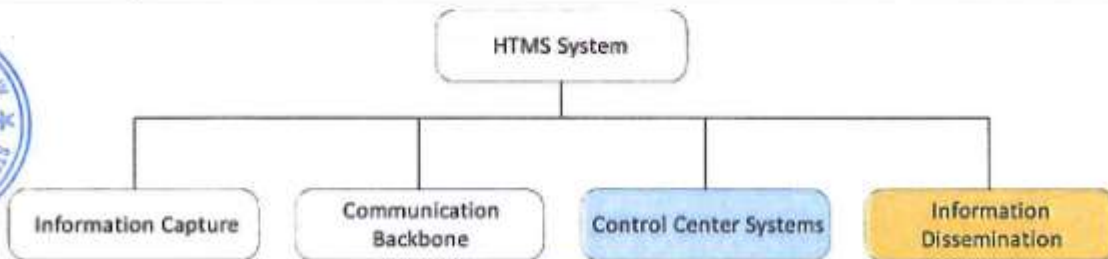 HTMS System
Information Capture
Communication
Backbone
Control Center Systems
Information
Dissemination